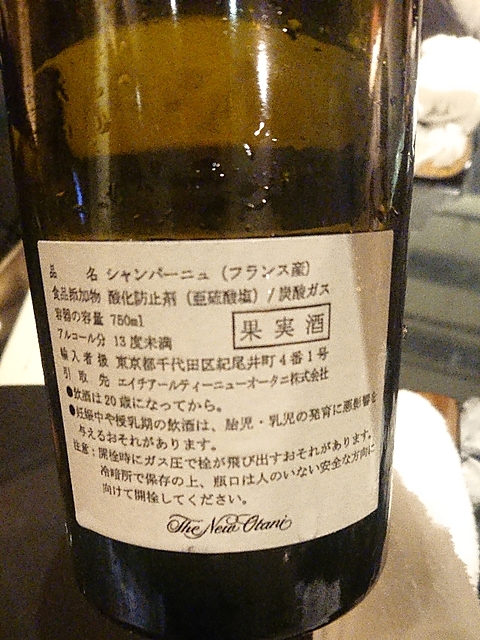 品 名 シャンパーニュ（フランス産）
食品添加物 酸化防止剤（亜硫酸塩）/ 炭酸ガス
容器の容量 750ml
アルコール分 13度未満
果実酒
輸入者 兼 東京都千代田区紀尾井町4番1号
引 取 先 エイチアールティーニューオータニ株式会社
●飲酒は20歳になってから。
●妊娠中や授乳期の飲酒は、胎児・乳児の発育に悪影響を
与えるおそれがあります。
注意：開栓時にガス圧で栓が飛び出すおそれがあります。
冷暗所で保存の上、瓶口は人のいない安全な方向に
向けて開栓してください。
The New Otani